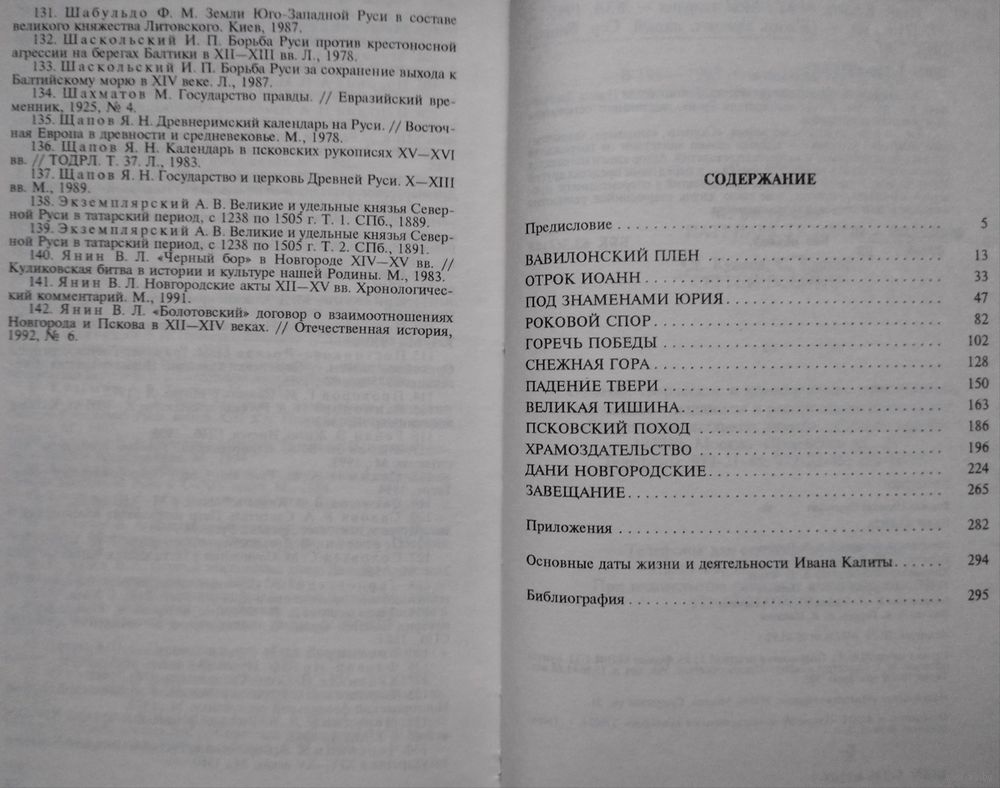 131. Шабульдо Ф. М. Земли Юго-Западной Руси в составе
великого княжества Литовского. Киев, 1987.
132. Шаскольский И. П. Борьба Руси против крестоносной
агрессии на берегах Балтики в XII—XIII вв. Л., 1978.
133. Шаскольский И. П. Борьба Руси за сохранение выхода к
Балтийскому морю в XIV веке. Л., 1987.
134. Шахматов М. Государство правды. // Евразийский вре-
менник, 1925, № 4.
135. Щапов Я. Н. Древнеримский календарь на Руси. // Восточ-
ная Европа в древности и средневековье. М., 1978.
136. Щапов Я. Н. Календарь в псковских рукописях XV—XVI
вв. // ТОДРЛ. Т. 37. Л., 1983.
137. Щапов Я. Н. Государство и церковь Древней Руси. X—XIII
вв. М., 1989.
138. Экземплярский А. В. Великие и удельные князья Север-
ной Руси в татарский период, с 1238 по 1505 г. Т. 1. СПб., 1889.
139. Экземплярский А. В. Великие и удельные князья Север-
ной Руси в татарский период, с 1238 по 1505 г. Т. 2. СПб., 1891.
140. Янин В. Л. «Черный бор» в Новгороде XIV—XV вв. //
Куликовская битва в истории и культуре нашей Родины. М., 1983.
141. Янин В. Л. Новгородские акты XII—XV вв. Хронологичес-
кий комментарий. М., 1991.
142. Янин В. Л. «Болотовский» договор о взаимоотношениях
Новгорода и Пскова в XII—XIV веках. // Отечественная история,
1992, № 6.
СОДЕРЖАНИЕ
Предисловие . . . . . . . . . . 5
ВАВИЛОНСКИЙ ПЛЕН . . . . . . . . . . 13
ОТРОК ИОАНН . . . . . . . . . . 33
ПОД ЗНАМЕНАМИ ЮРИЯ . . . . . . . . . . 47
РОКОВОЙ СПОР . . . . . . . . . . 82
ГОРЕЧЬ ПОБЕДЫ . . . . . . . . . . 102
СНЕЖНАЯ ГОРА . . . . . . . . . . 128
ПАДЕНИЕ ТВЕРИ . . . . . . . . . . 150
ВЕЛИКАЯ ТИШИНА . . . . . . . . . . 163
ПСКОВСКИЙ ПОХОД . . . . . . . . . . 186
ХРАМОЗДАТЕЛЬСТВО . . . . . . . . . . 196
ДАНИ НОВГОРОДСКИЕ . . . . . . . . . . 224
ЗАВЕЩАНИЕ . . . . . . . . . . 265
Приложения . . . . . . . . . . 282
Основные даты жизни и деятельности Ивана Калиты . . . . . . 294
Библиография . . . . . . . . . . 295